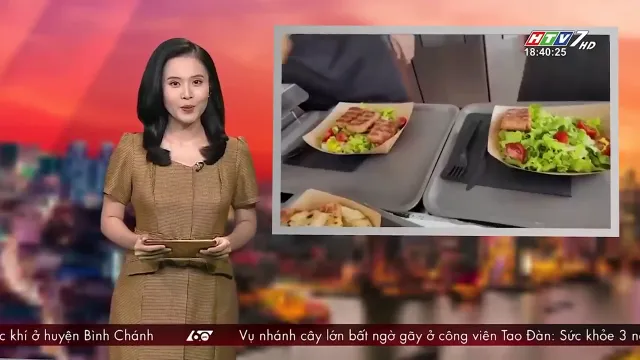 HTV7 HD
18:40:25
c khí ở huyện Bình Chánh 60 Vụ nhánh cây lớn bất ngờ gãy ở công viên Tao Đàn: Sức khỏe 3 n